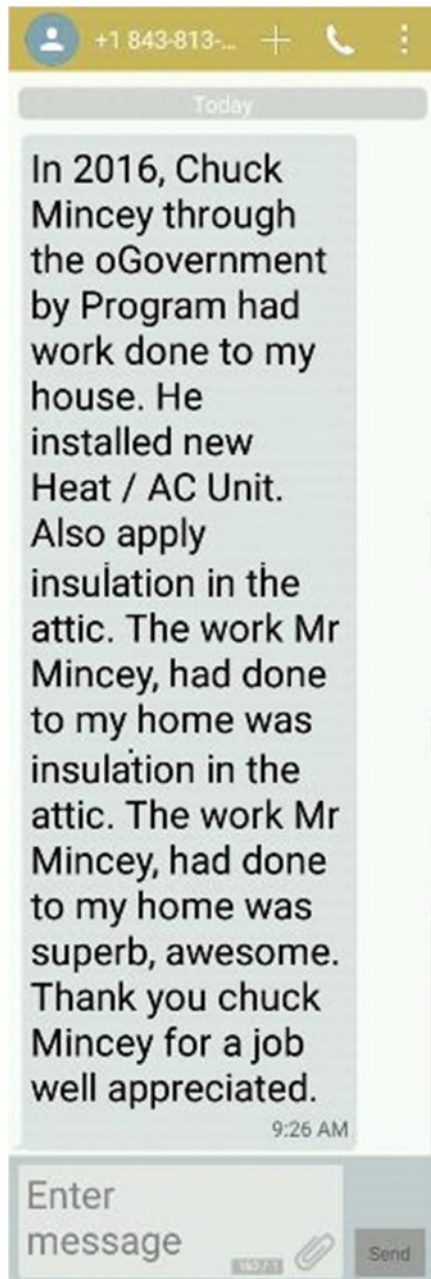 +1 843-813-...
Today
In 2016, Chuck
Mincey through
the oGovernment
by Program had
work done to my
house. He
installed new
Heat / AC Unit.
Also apply
insulation in the
attic. The work Mr
Mincey, had done
to my home was
insulation in the
attic. The work Mr
Mincey, had done
to my home was
superb, awesome.
Thank you chuck
Mincey for a job
well appreciated.
9:26 AM
Enter
message
Send